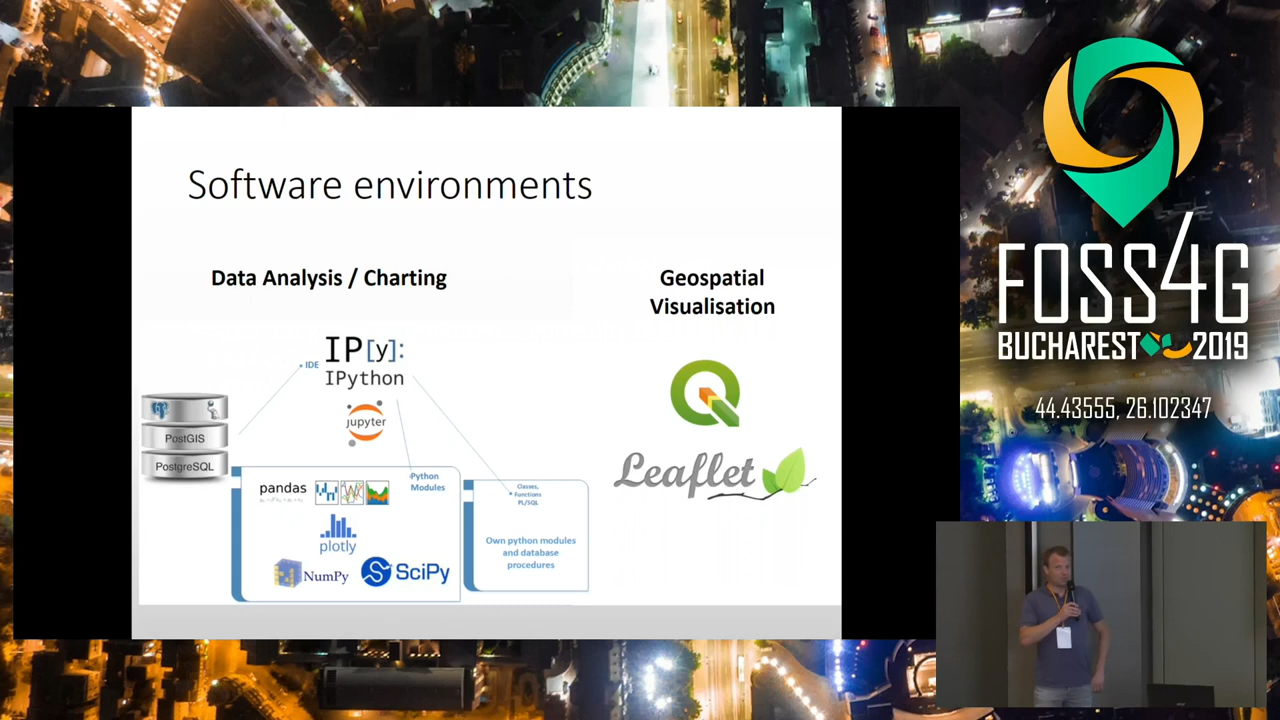 Software environments
Data Analysis / Charting
Geospatial
Visualisation
IDE
IP[y]:
IPython
jupyter
PostGIS
PostgreSQL
pandas
Python
Modules
plotly
NumPy
SciPy
Classes,
Functions
PL/SQL
Own python modules
and database
procedures
Leaflet
FOSS4G
BUCHAREST 2019
44.43555, 26.102347